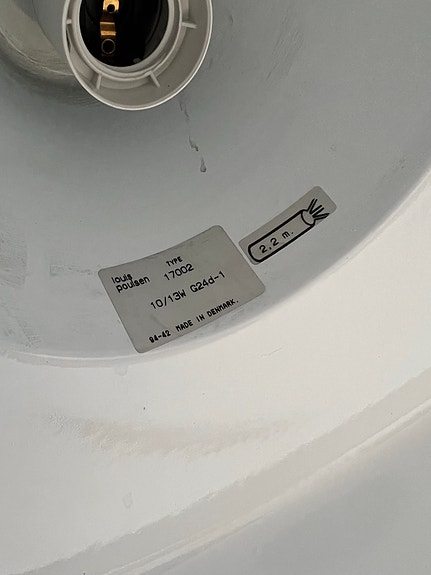 louis
poulsen
TYPE
17002
10/13W G24d-1
94-42 MADE IN DENMARK.
2,2 m.